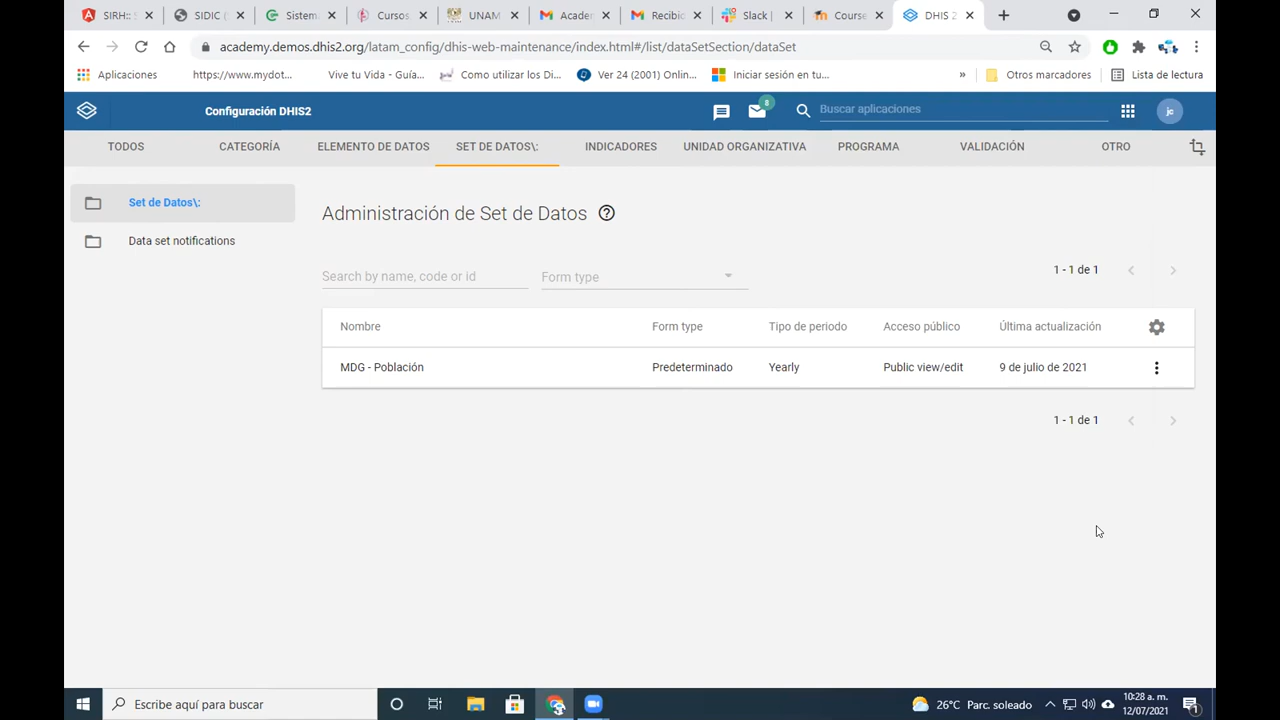 SIRH:: S
SIDIC (
Sistema
Cursos
UNAM
Acader
Recibid
Slack |
Course
DHIS 2
academy.demos.dhis2.org/latam_config/dhis-web-maintenance/index.html#/list/dataSetSection/dataSet
Aplicaciones
https://www.mydot...
Vive tu Vida - Guía...
Como utilizar los Di...
Ver 24 (2001) Onlin...
Iniciar sesión en tu...
»
Otros marcadores
Lista de lectura
Configuración DHIS2
8
Buscar aplicaciones
jc
TODOS
CATEGORÍA
ELEMENTO DE DATOS
SET DE DATOS\:
INDICADORES
UNIDAD ORGANIZATIVA
PROGRAMA
VALIDACIÓN
OTRO
Set de Datos\:
Data set notifications
Administración de Set de Datos
Search by name, code or id
Form type
1 - 1 de 1
Nombre Form type Tipo de periodo Acceso público Última actualización
MDG - Población Predeterminado Yearly Public view/edit 9 de julio de 2021
1 - 1 de 1
Escribe aquí para buscar
26°C Parc. soleado
10:28 a. m.
12/07/2021
1